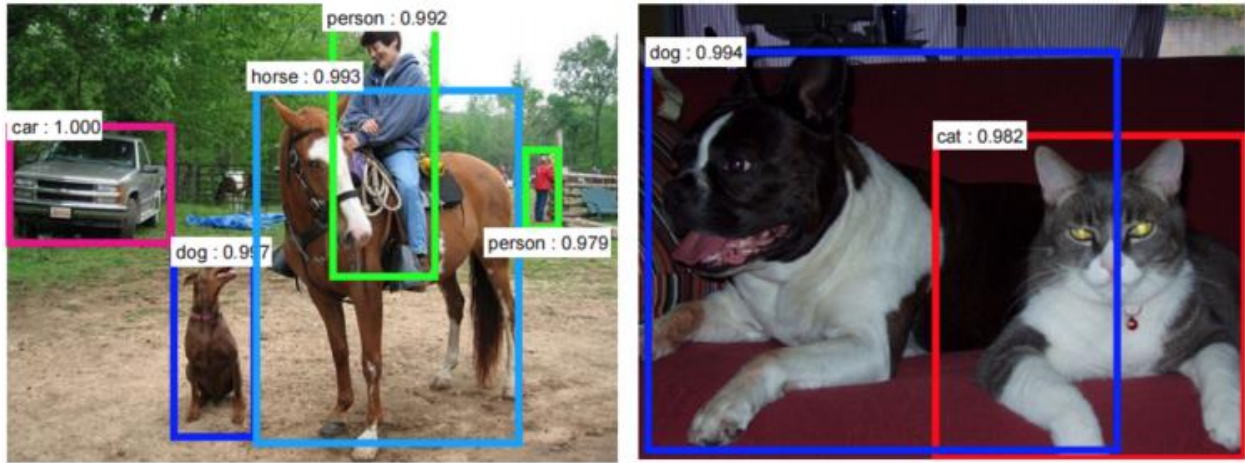 person : 0.992
horse : 0.993
car : 1.000
dog : 0.997
person : 0.979
dog : 0.994
cat : 0.982